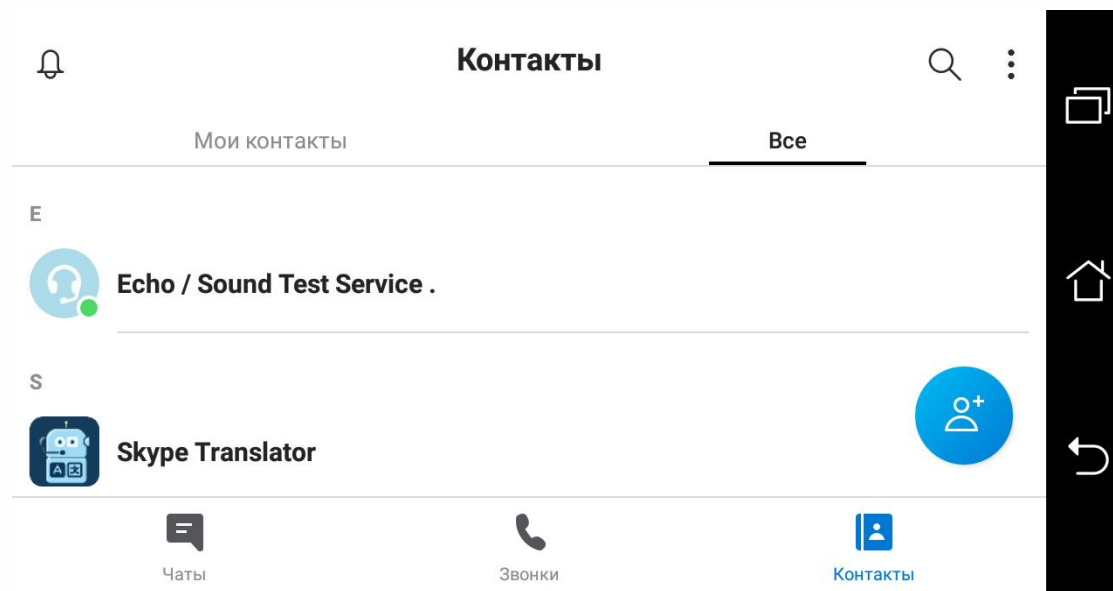 Контакты
Мои контакты
Все
E
Echo / Sound Test Service .
S
Skype Translator
Чаты
Звонки
Контакты